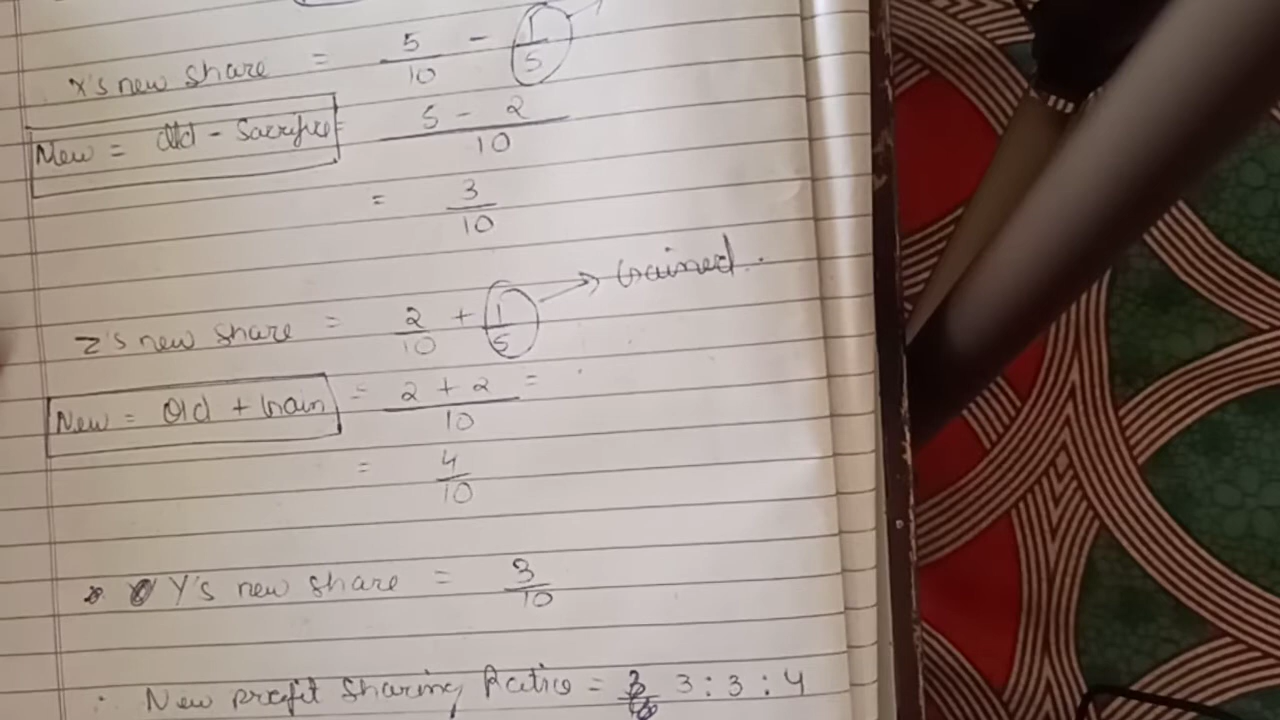 X's new share = 5/10 - 1/5
New = Old - Sacrifice = 5 - 2/10
= 3/10
Z's new share = 2/10 + 1/5 → Gained.
New = Old + Gain = 2 + 2/10 =
= 4/10
Y's new share = 3/10
∴ New profit Sharing Ratio = 3 : 3 : 4